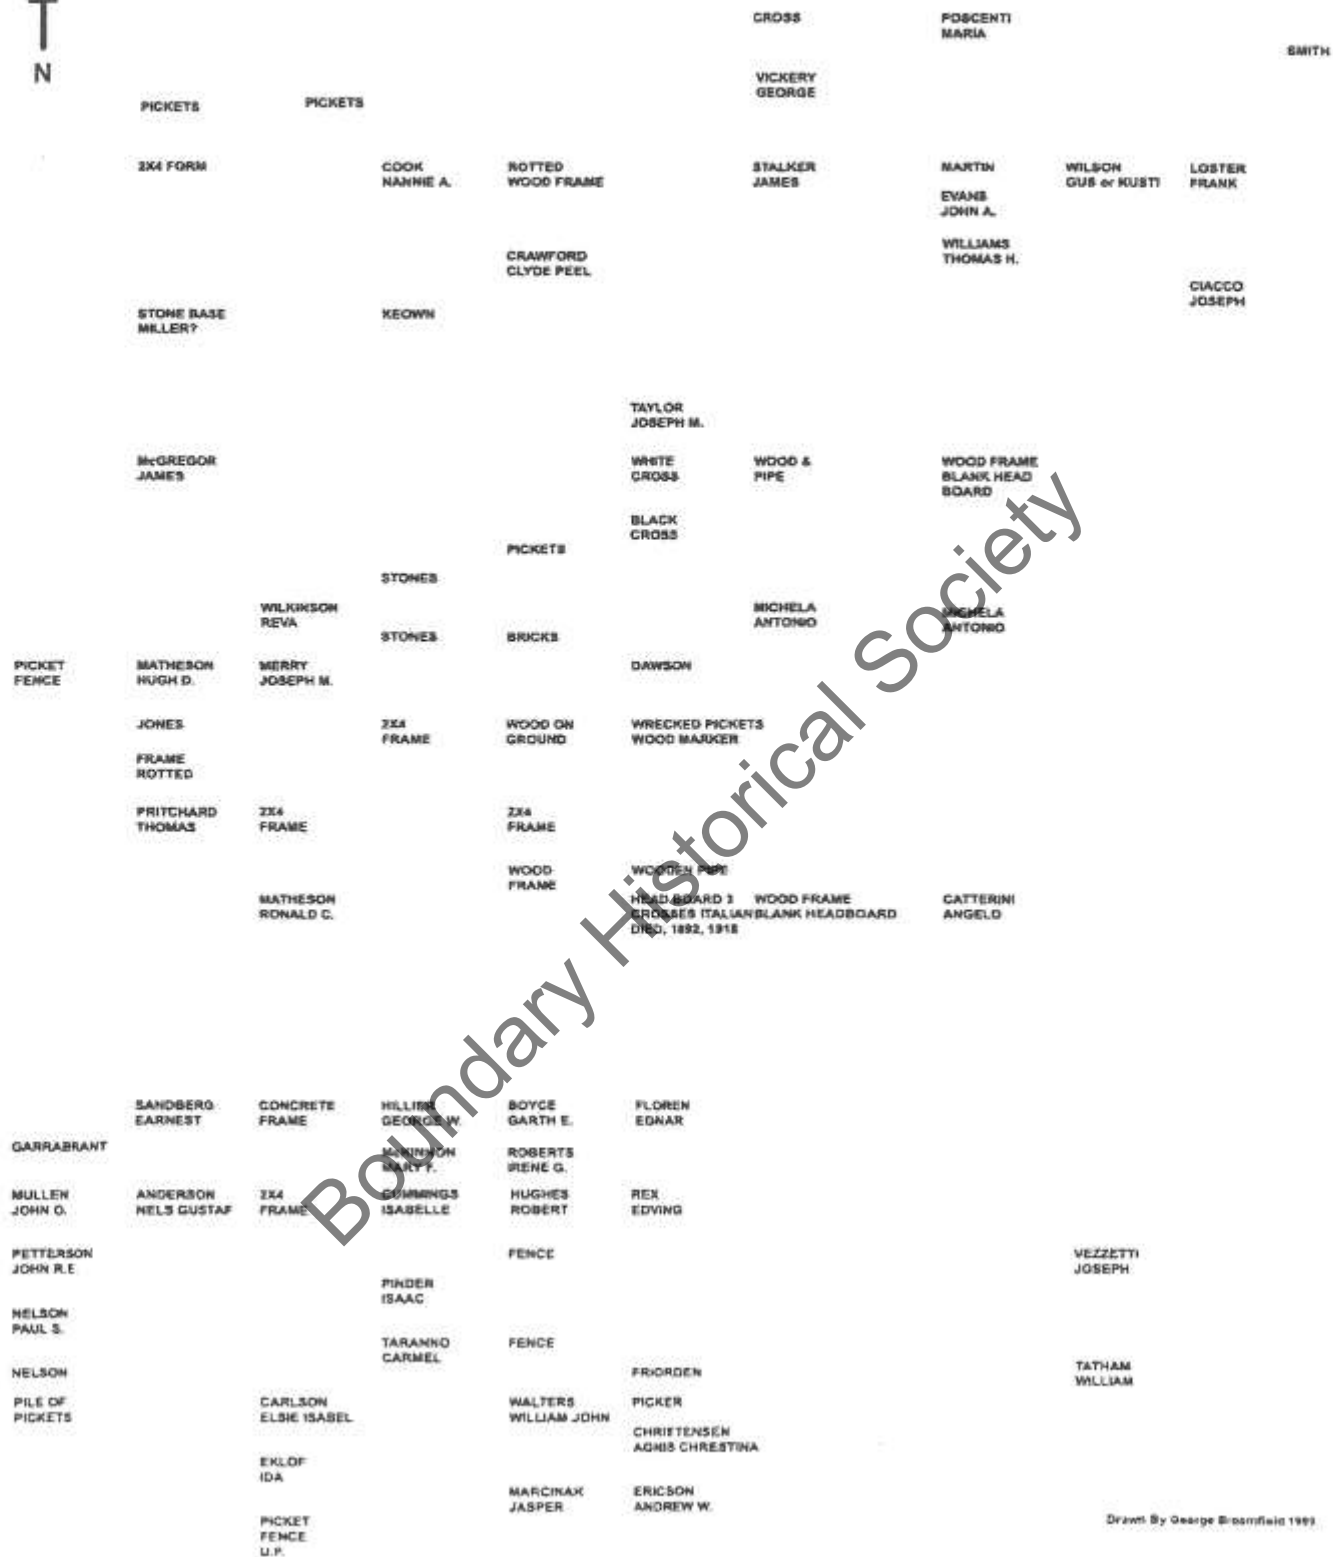 N
CROSS
POSCENTI
MARIA
SMITH
VICKERY
GEORGE
PICKETS
PICKETS
2X4 FORM
COOK
NANNIE A.
ROTTED
WOOD FRAME
STALKER
JAMES
MARTIN
WILSON
GUS or KUSTI
LOSTER
FRANK
EVANS
JOHN A.
WILLIAMS
THOMAS H.
CRAWFORD
CLYDE PEEL
CIACCO
JOSEPH
STONE BASE
MILLER?
KEOWN
TAYLOR
JOSEPH M.
McGREGOR
JAMES
WHITE
CROSS
WOOD &
PIPE
WOOD FRAME
BLANK HEAD
BOARD
BLACK
CROSS
PICKETS
STONES
WILKINSON
REVA
MICHELA
ANTONIO
MICHELA
ANTONIO
STONES
BRICKS
PICKET
FENCE
MATHESON
HUGH D.
MERRY
JOSEPH M.
DAWSON
JONES
2X4
FRAME
WOOD ON
GROUND
WRECKED PICKETS
WOOD MARKER
FRAME
ROTTED
PRITCHARD
THOMAS
2X4
FRAME
2X4
FRAME
WOOD
FRAME
WOODEN PIPE
MATHESON
RONALD C.
HEAD BOARD 3
CROSSES ITALIAN
DIED, 1892, 1918
WOOD FRAME
BLANK HEADBOARD
CATTERINI
ANGELO
SANDBERG
EARNEST
CONCRETE
FRAME
HILLIER
GEORGE W.
BOYCE
GARTH E.
FLOREN
EDNAR
GARRABRANT
McKINNON
MARY F.
ROBERTS
IRENE G.
MULLEN
JOHN O.
ANDERSON
NELS GUSTAF
2X4
FRAME
CUMMINGS
ISABELLE
HUGHES
ROBERT
REX
EDVING
PETTERSON
JOHN R.E
FENCE
VEZZETTI
JOSEPH
PINDER
ISAAC
NELSON
PAUL S.
TARANNO
CARMEL
FENCE
NELSON
FRIORDEN
TATHAM
WILLIAM
PILE OF
PICKETS
CARLSON
ELSIE ISABEL
WALTERS
WILLIAM JOHN
PICKER
CHRISTENSEN
AGNIS CHRESTINA
EKLOF
IDA
MARCINAK
JASPER
ERICSON
ANDREW W.
PICKET
FENCE
U.P.
Drawn By George Broomfield 1993
Boundary Historical Society